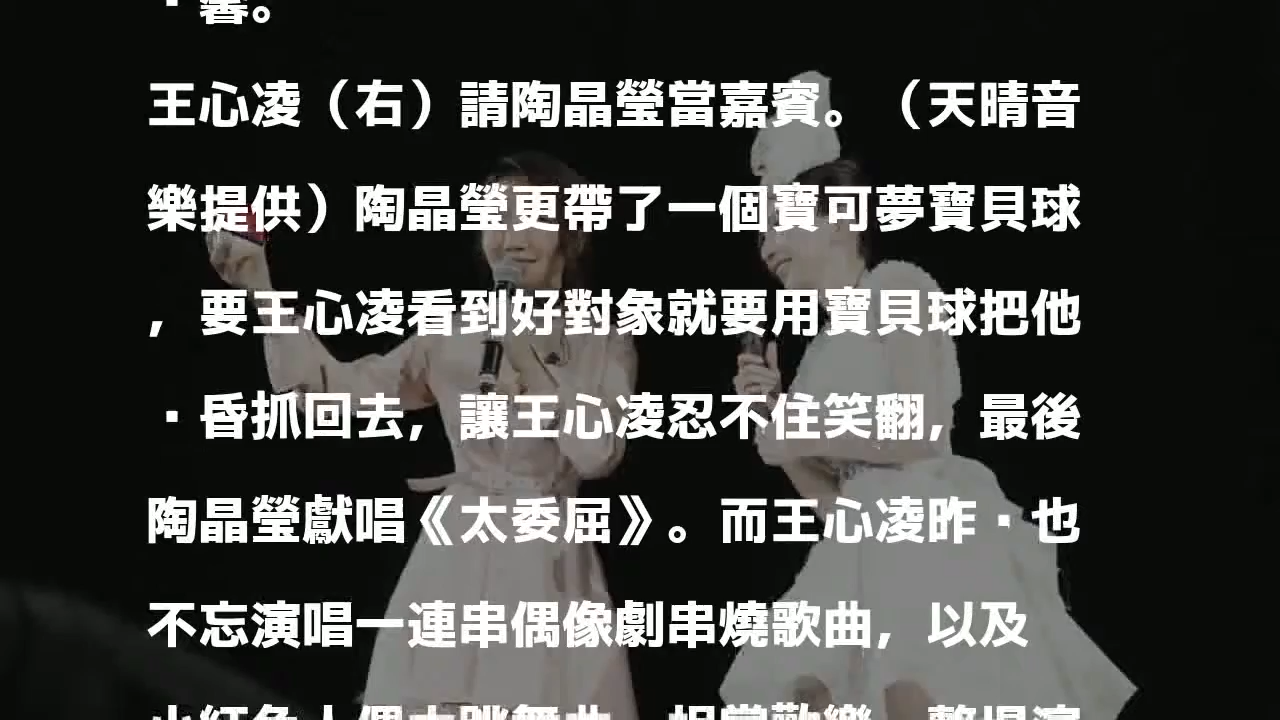 ·馨。
王心凌（右）請陶晶瑩當嘉賓。（天晴音
樂提供）陶晶瑩更帶了一個寶可夢寶貝球
，要王心凌看到好對象就要用寶貝球把他
·昏抓回去，讓王心凌忍不住笑翻，最後
陶晶瑩獻唱《太委屈》。而王心凌昨·也
不忘演唱一連串偶像劇串燒歌曲，以及